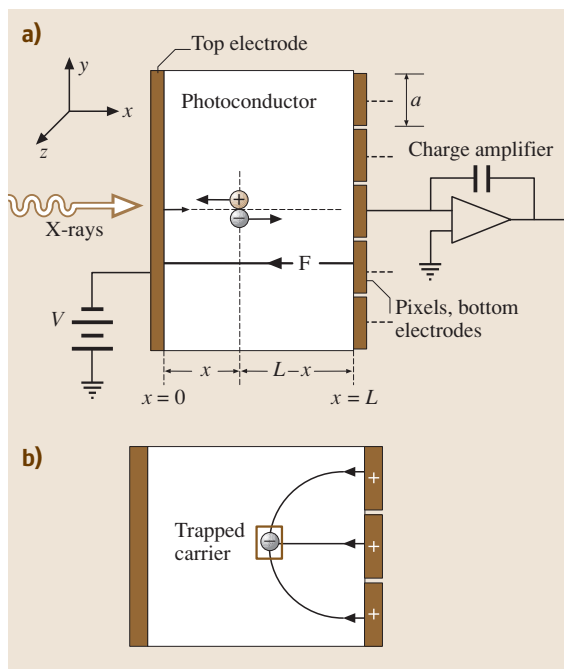 a)
Top electrode
y
x
z
Photoconductor
a
Charge amplifier
+
−
X-rays
F
V
Pixels, bottom
electrodes
x
L–x
x = 0
x = L
b)
Trapped
carrier
−
+
+
+